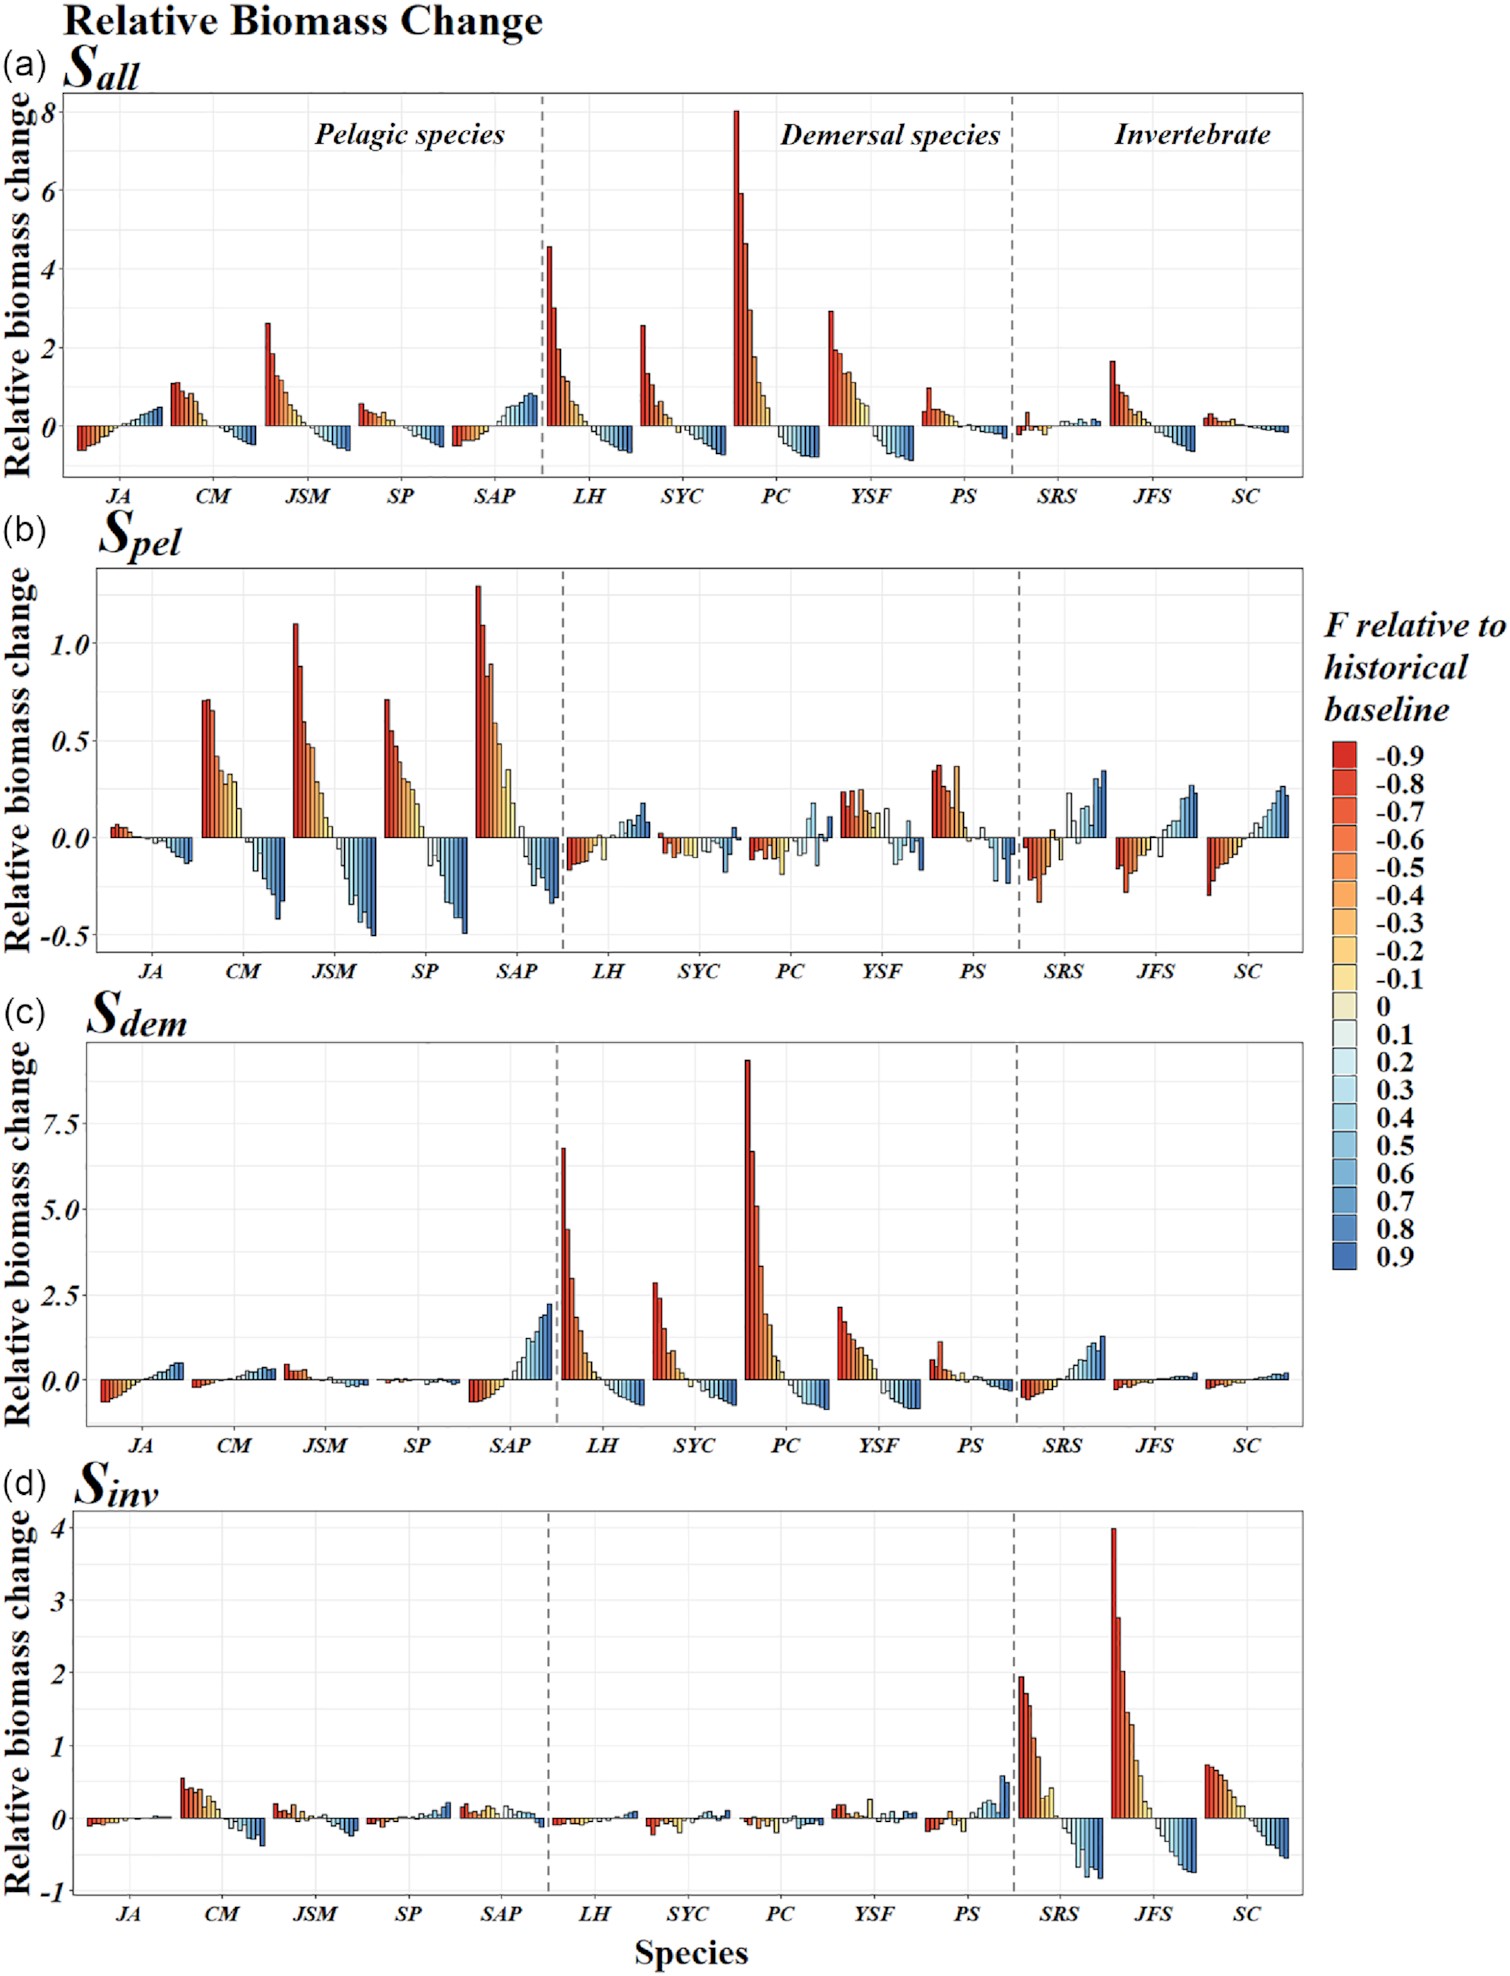 Relative Biomass Change
(a) Sall
Relative biomass change
8
6
4
2
0
Pelagic species Demersal species Invertebrate
JA CM JSM SP SAP LH SYC PC YSF PS SRS JFS SC
(b) Spel
Relative biomass change
1.0
0.5
0.0
-0.5
JA CM JSM SP SAP LH SYC PC YSF PS SRS JFS SC
F relative to
historical
baseline
-0.9
-0.8
-0.7
-0.6
-0.5
-0.4
-0.3
-0.2
-0.1
0
0.1
0.2
0.3
0.4
0.5
0.6
0.7
0.8
0.9
(c) Sdem
Relative biomass change
7.5
5.0
2.5
0.0
JA CM JSM SP SAP LH SYC PC YSF PS SRS JFS SC
(d) Sinv
Relative biomass change
4
3
2
1
0
-1
JA CM JSM SP SAP LH SYC PC YSF PS SRS JFS SC
Species